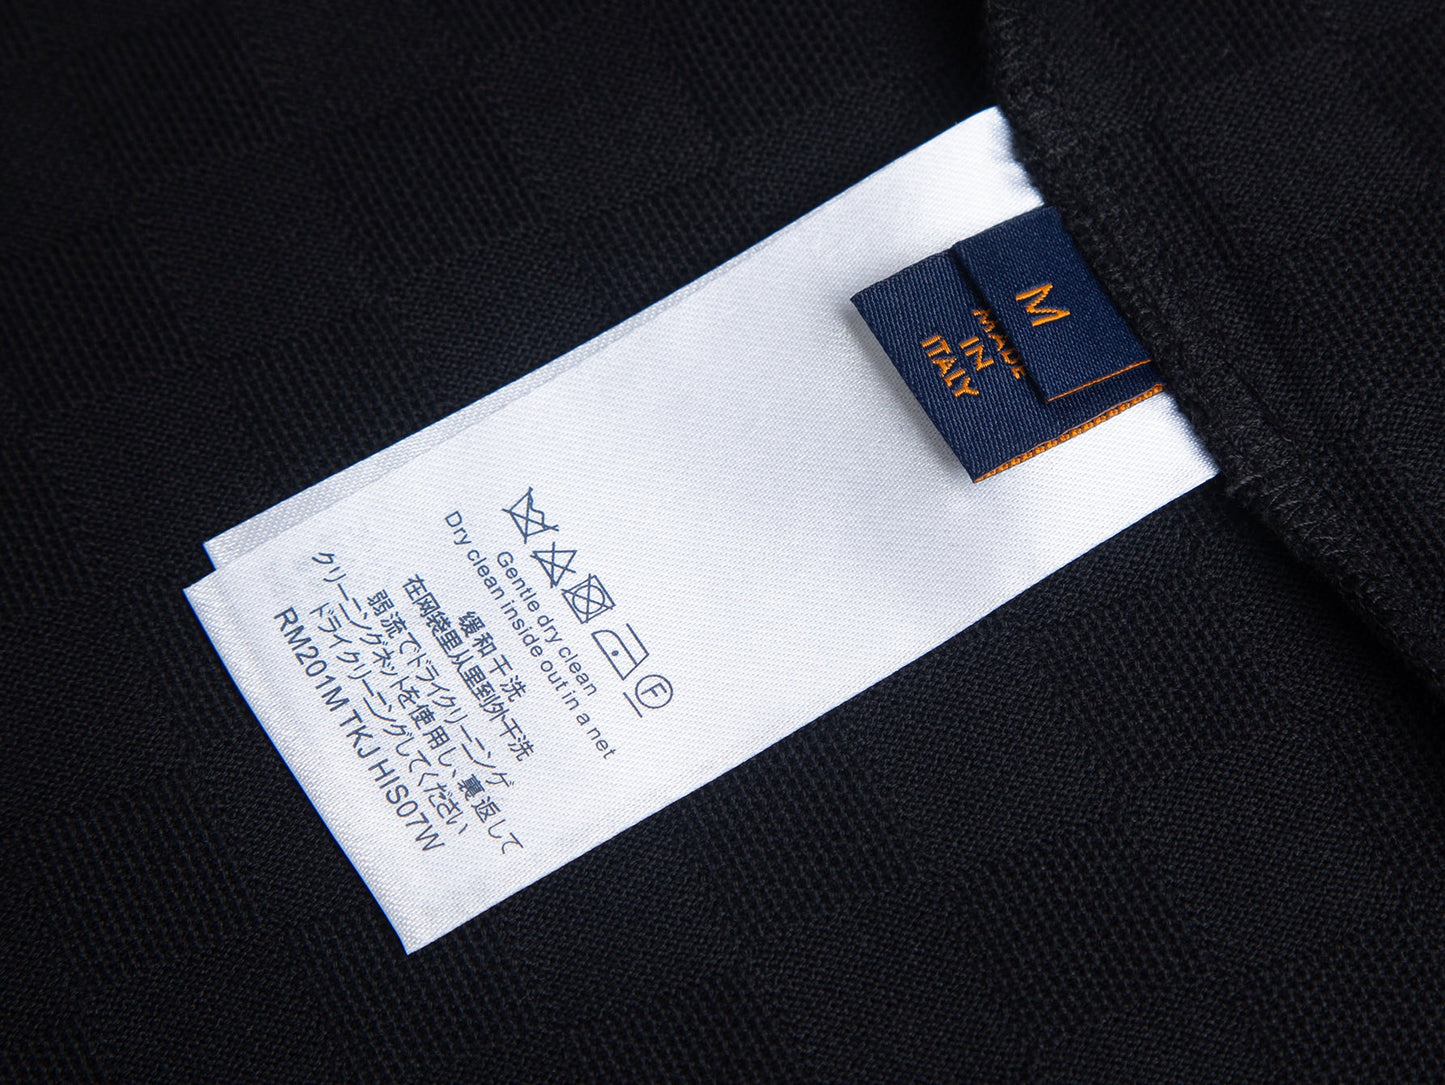 M
MADE
IN
ITALY
F
Gentle dry clean
Dry clean inside out in a net
缓和干洗
在网袋里从里到外干洗
弱流でドライクリーニング
クリーニングネットを使用し、裏返して
ドライクリーニングしてください
RM201M TKJ HIS07W